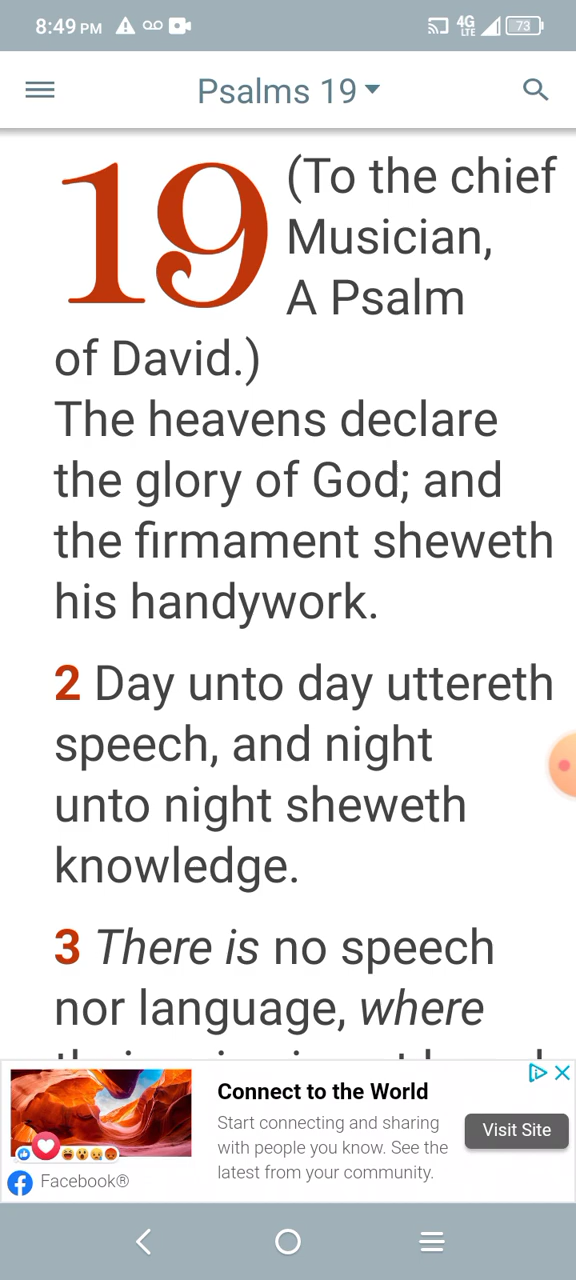 8:49 PM
4G
LTE
73
Psalms 19
19
(To the chief
Musician,
A Psalm
of David.)
The heavens declare
the glory of God; and
the firmament sheweth
his handywork.
2 Day unto day uttereth
speech, and night
unto night sheweth
knowledge.
3 There is no speech
nor language, where
Connect to the World
Start connecting and sharing
with people you know. See the
latest from your community.
Visit Site
Facebook®